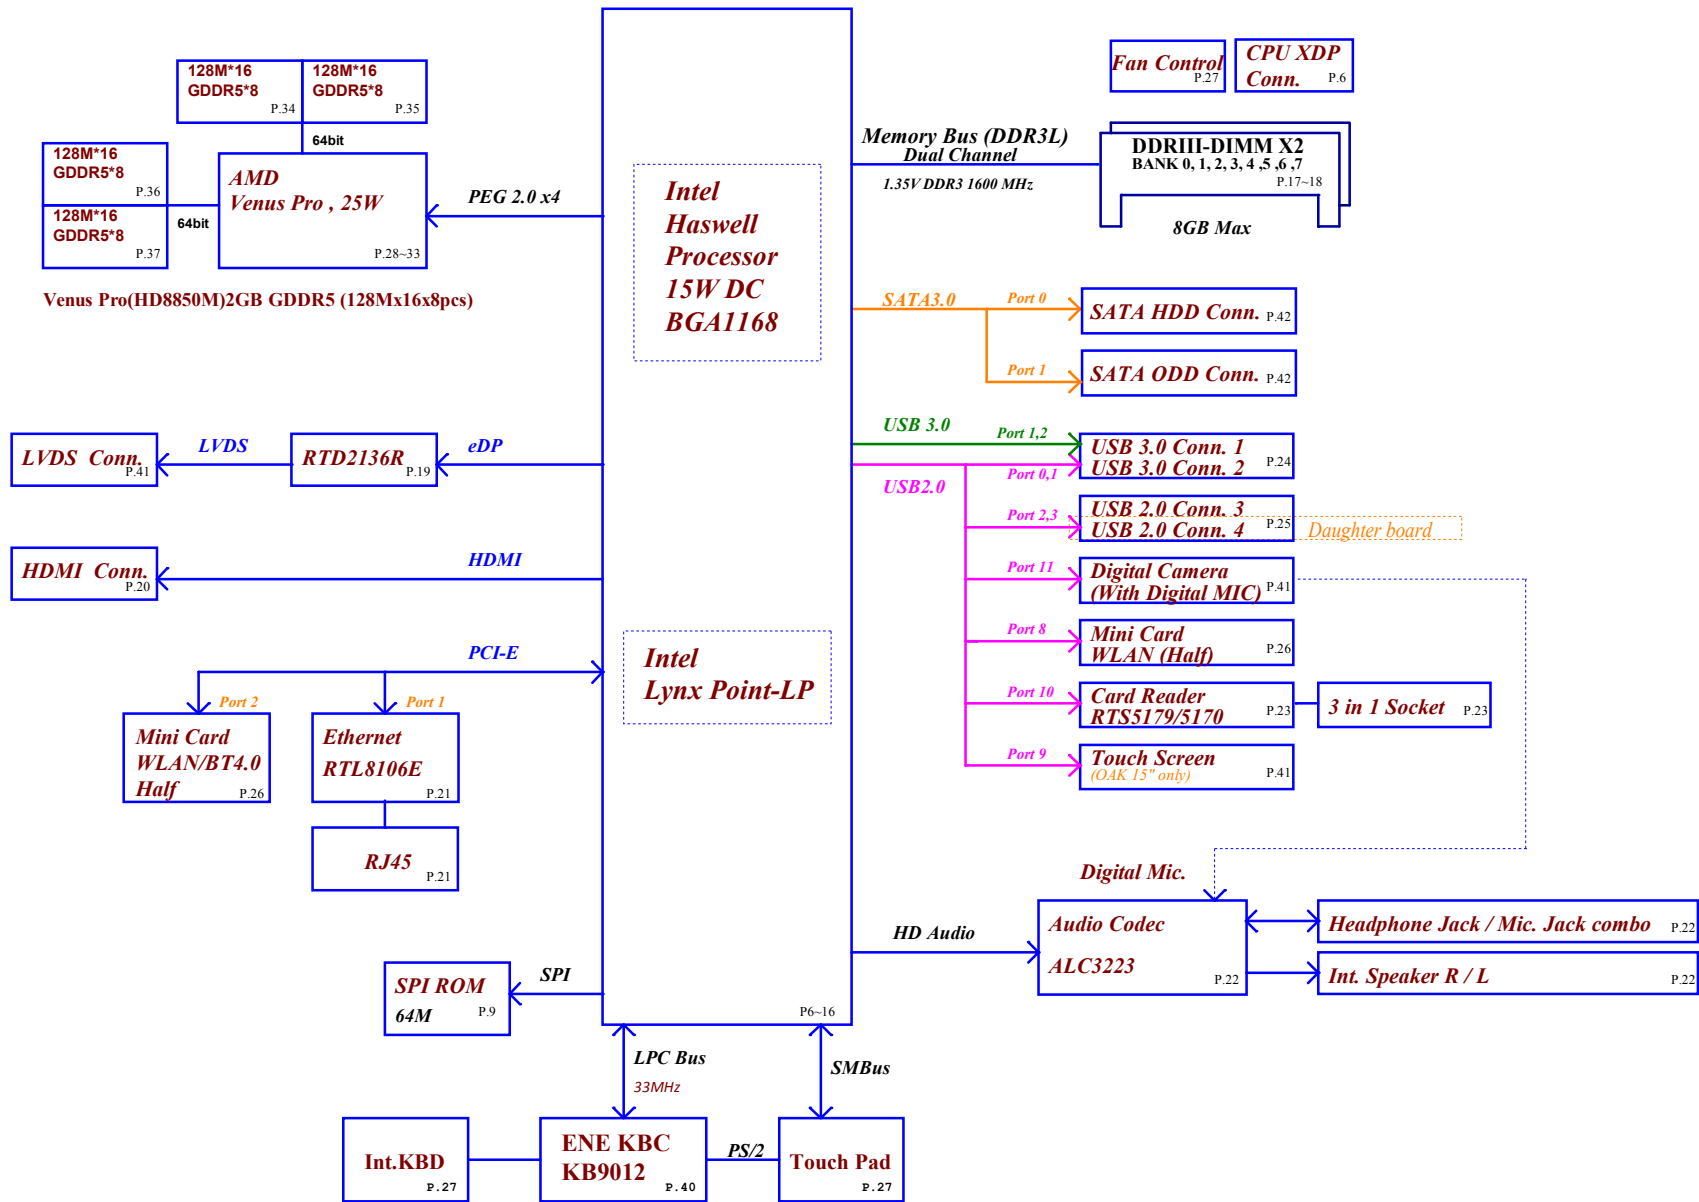 Fan Control
P.27
CPU XDP
Conn.
P.6
128M*16
GDDR5*8
P.34
128M*16
GDDR5*8
P.35
64bit
128M*16
GDDR5*8
P.36
128M*16
GDDR5*8
P.37
64bit
AMD
Venus Pro , 25W
P.28~33
PEG 2.0 x4
Venus Pro(HD8850M)2GB GDDR5 (128Mx16x8pcs)
Intel
Haswell
Processor
15W DC
BGA1168
Memory Bus (DDR3L)
Dual Channel
1.35V DDR3 1600 MHz
DDRIII-DIMM X2
BANK 0, 1, 2, 3, 4 ,5 ,6 ,7
P.17~18
8GB Max
SATA3.0
Port 0
SATA HDD Conn.
P.42
Port 1
SATA ODD Conn.
P.42
USB 3.0
Port 1,2
USB 3.0 Conn. 1
USB 3.0 Conn. 2
P.24
Port 0,1
USB2.0
Port 2,3
USB 2.0 Conn. 3
USB 2.0 Conn. 4
P.25
Daughter board
Port 11
Digital Camera
(With Digital MIC)
P.41
Port 8
Mini Card
WLAN (Half)
P.26
Port 10
Card Reader
RTS5179/5170
P.23
3 in 1 Socket
P.23
Port 9
Touch Screen
(OAK 15" only)
P.41
LVDS Conn.
P.41
LVDS
RTD2136R
P.19
eDP
HDMI Conn.
P.20
HDMI
PCI-E
Intel
Lynx Point-LP
Port 2
Mini Card
WLAN/BT4.0
Half
P.26
Port 1
Ethernet
RTL8106E
P.21
RJ45
P.21
Digital Mic.
HD Audio
Audio Codec
ALC3223
P.22
Headphone Jack / Mic. Jack combo
P.22
Int. Speaker R / L
P.22
SPI ROM
64M
P.9
SPI
P6~16
LPC Bus
33MHz
SMBus
Int.KBD
P.27
ENE KBC
KB9012
P.40
PS/2
Touch Pad
P.27